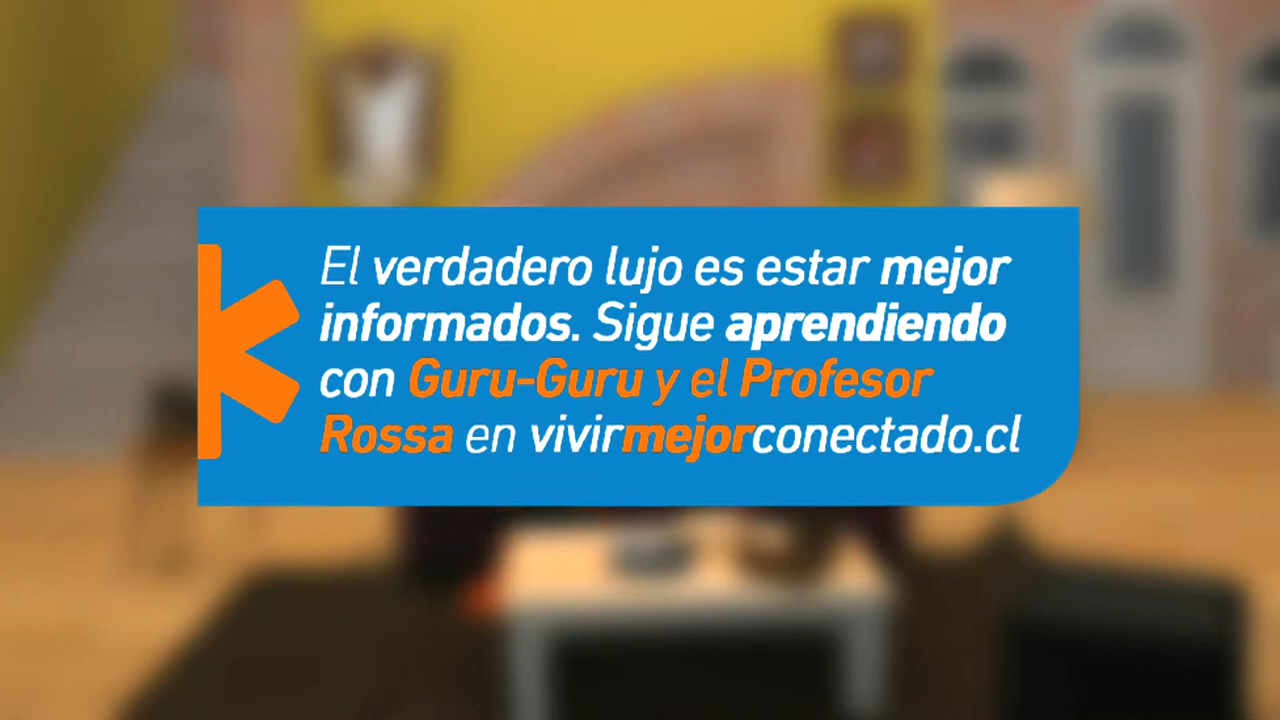 El verdadero lujo es estar mejor
informados. Sigue aprendiendo
con Guru-Guru y el Profesor
Rossa en vivirmejorconectado.cl